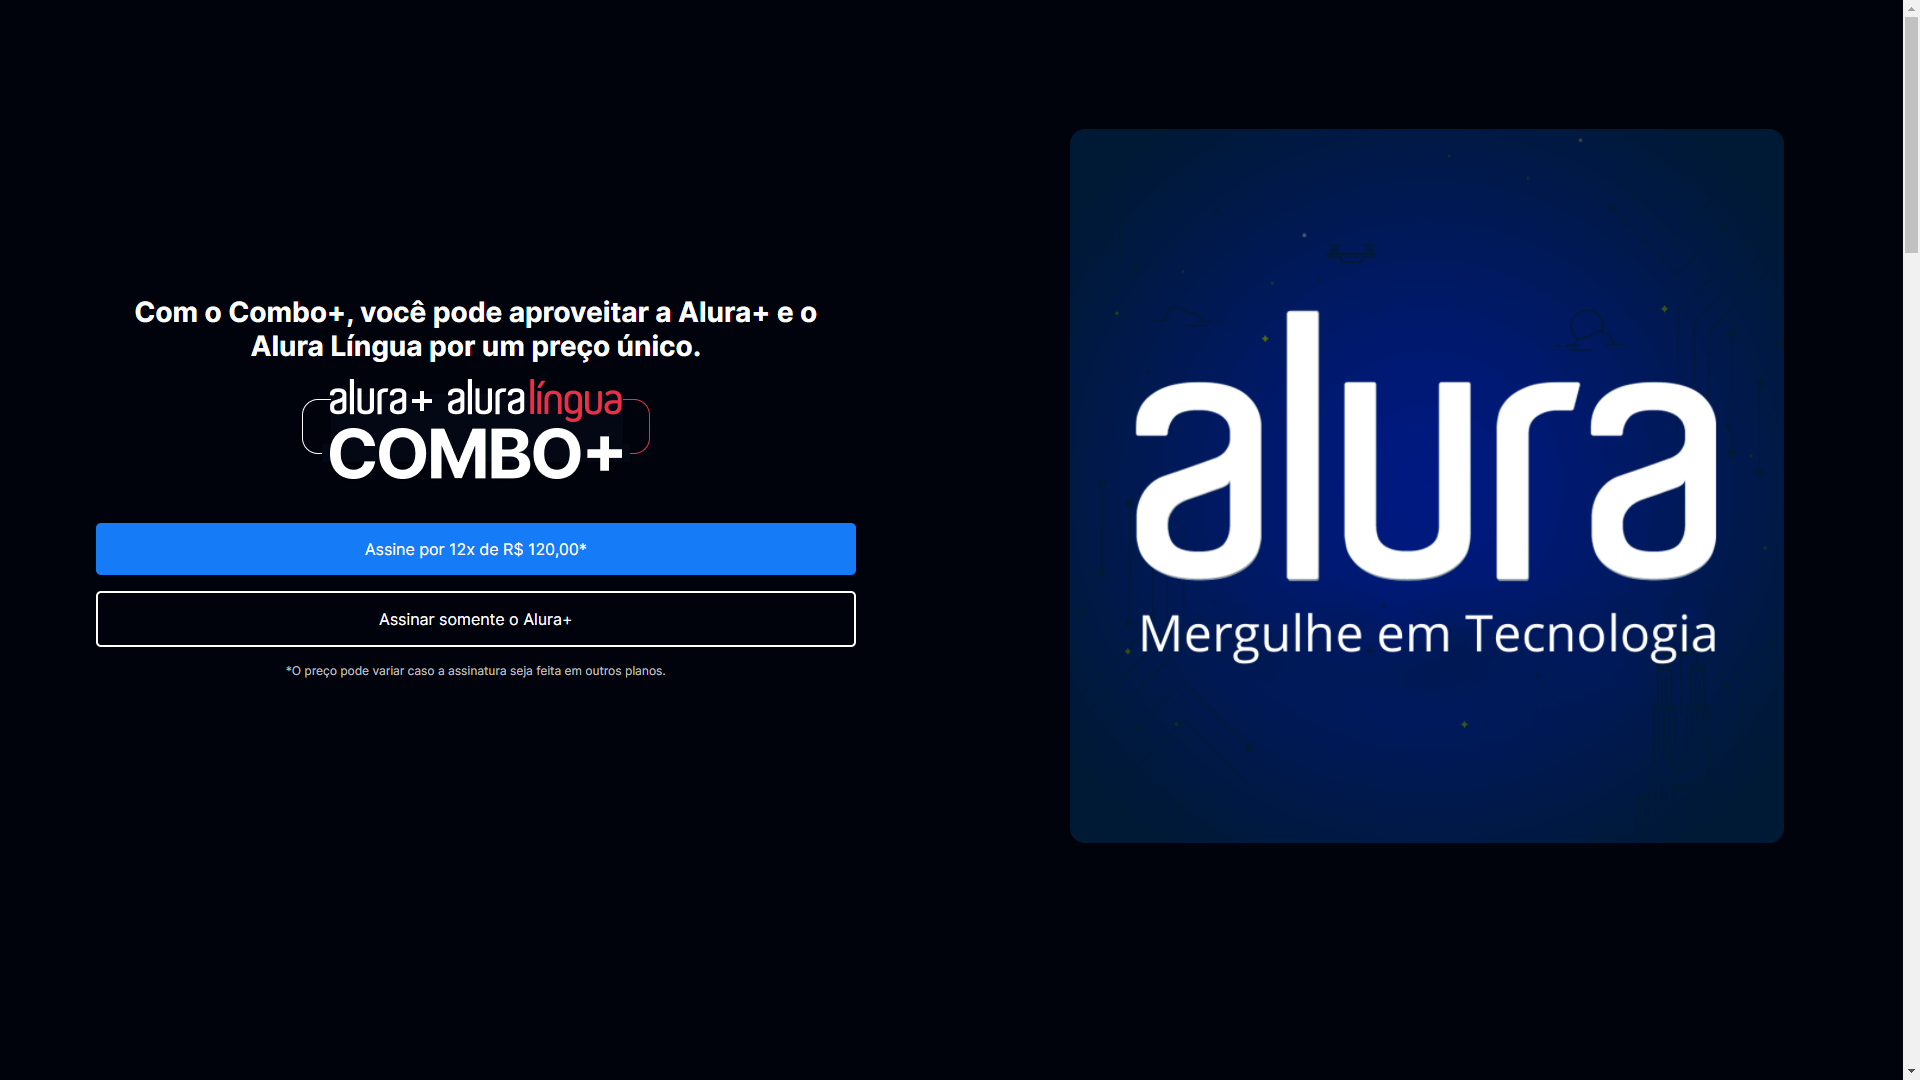 Com o Combo+, você pode aproveitar a Alura+ e o
Alura Língua por um preço único.
alura+ aluralíngua
COMBO+
Assine por 12x de R$ 120,00*
Assinar somente o Alura+
*O preço pode variar caso a assinatura seja feita em outros planos.
alura
Mergulhe em Tecnologia